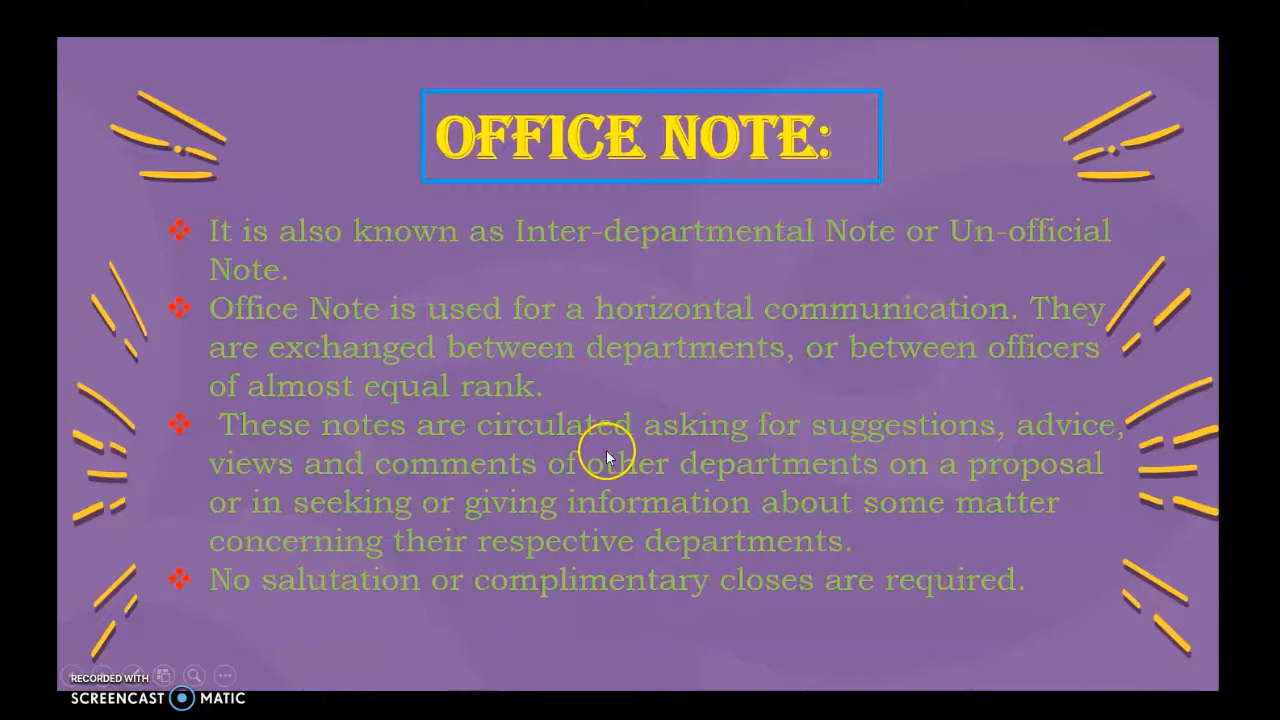 OFFICE NOTE:
It is also known as Inter-departmental Note or Un-official
Note.
Office Note is used for a horizontal communication. They
are exchanged between departments, or between officers
of almost equal rank.
These notes are circulated asking for suggestions, advice,
views and comments of other departments on a proposal
or in seeking or giving information about some matter
concerning their respective departments.
No salutation or complimentary closes are required.
RECORDED WITH
SCREENCAST MATIC